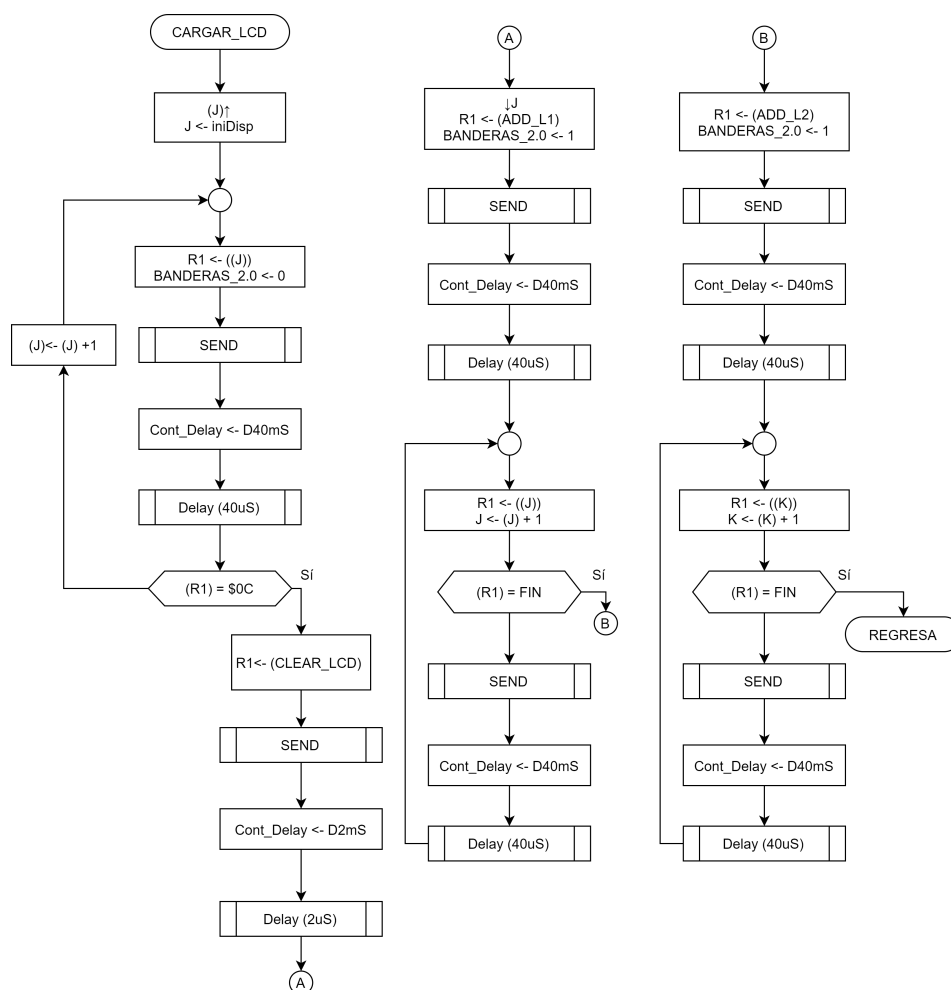 CARGAR_LCD
(J)↑
J <- iniDisp
R1 <- ((J))
BANDERAS_2.0 <- 0
(J)<- (J) +1
SEND
Cont_Delay <- D40mS
Delay (40uS)
(R1) = $0C
Sí
R1<- (CLEAR_LCD)
SEND
Cont_Delay <- D2mS
Delay (2uS)
A
A
↓J
R1 <- (ADD_L1)
BANDERAS_2.0 <- 1
SEND
Cont_Delay <- D40mS
Delay (40uS)
R1 <- ((J))
J <- (J) + 1
(R1) = FIN
Sí
B
SEND
Cont_Delay <- D40mS
Delay (40uS)
B
R1 <- (ADD_L2)
BANDERAS_2.0 <- 1
SEND
Cont_Delay <- D40mS
Delay (40uS)
R1 <- ((K))
K <- (K) + 1
(R1) = FIN
Sí
REGRESA
SEND
Cont_Delay <- D40mS
Delay (40uS)